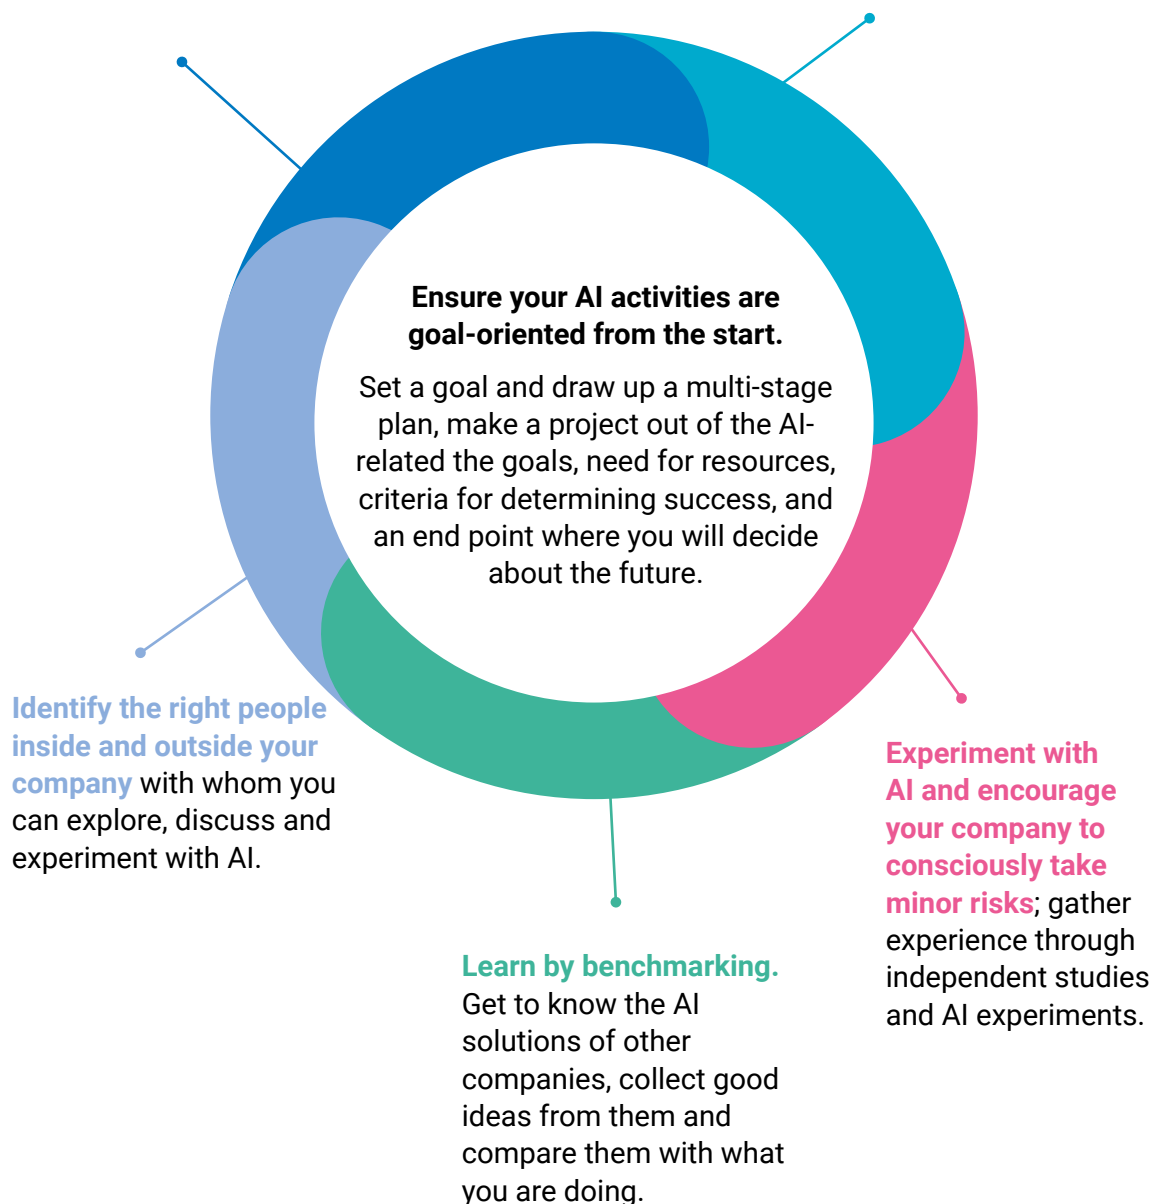 Ensure your AI activities are
goal-oriented from the start.
Set a goal and draw up a multi-stage
plan, make a project out of the AI-
related the goals, need for resources,
criteria for determining success, and
an end point where you will decide
about the future.
Identify the right people
inside and outside your
company with whom you
can explore, discuss and
experiment with AI.
Learn by benchmarking.
Get to know the AI
solutions of other
companies, collect good
ideas from them and
compare them with what
you are doing.
Experiment with
AI and encourage
your company to
consciously take
minor risks; gather
experience through
independent studies
and AI experiments.